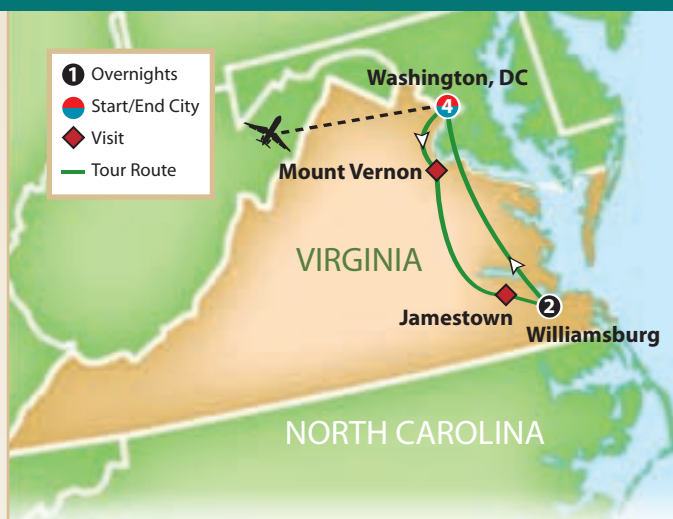 1 Overnights
Start/End City
Visit
Tour Route
Washington, DC
4
Mount Vernon
VIRGINIA
Jamestown
2
Williamsburg
NORTH CAROLINA